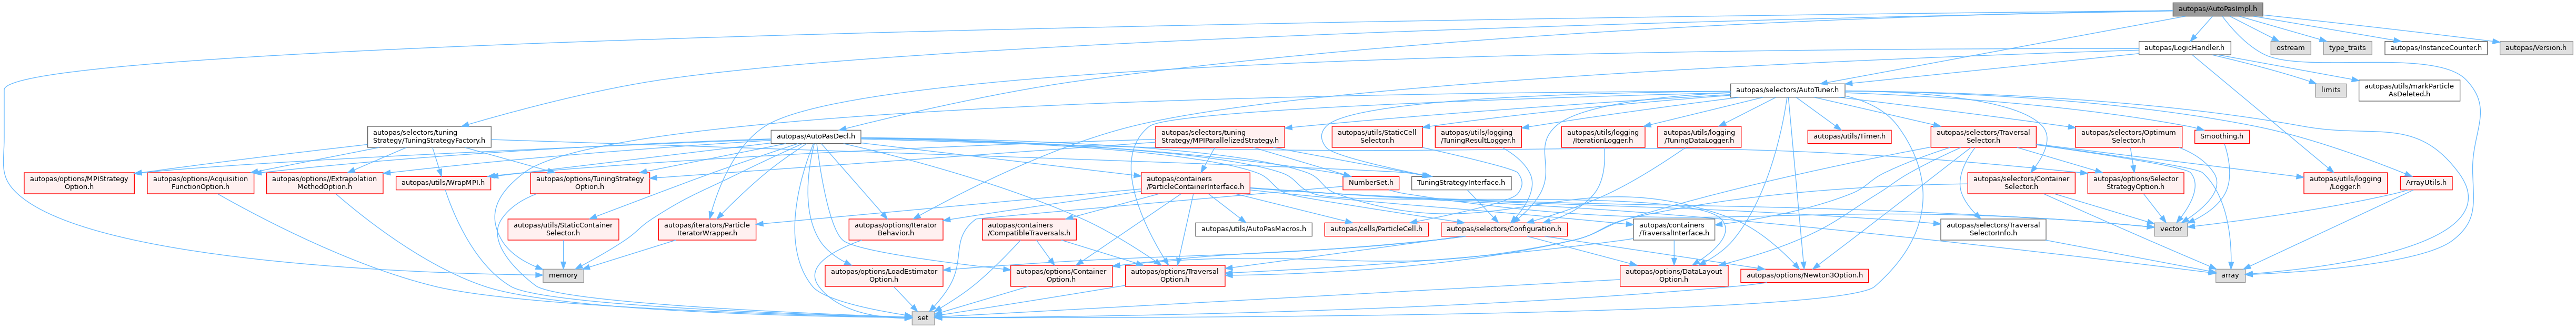 autopas/AutoPasImpl.h
autopas/LogicHandler.h
ostream
type_traits
autopas/InstanceCounter.h
autopas/Version.h
autopas/selectors/AutoTuner.h
limits
autopas/utils/markParticle
AsDeleted.h
autopas/selectors/tuning
Strategy/TuningStrategyFactory.h
autopas/AutoPasDecl.h
autopas/selectors/tuning
Strategy/MPIParallelizedStrategy.h
autopas/utils/StaticCell
Selector.h
autopas/utils/logging
/TuningResultLogger.h
autopas/utils/logging
/IterationLogger.h
autopas/utils/logging
/TuningDataLogger.h
autopas/utils/Timer.h
autopas/selectors/Traversal
Selector.h
autopas/selectors/Optimum
Selector.h
Smoothing.h
autopas/options/MPIStrategy
Option.h
autopas/options/Acquisition
FunctionOption.h
autopas/options//Extrapolation
MethodOption.h
autopas/utils/WrapMPI.h
autopas/options/TuningStrategy
Option.h
autopas/containers
/ParticleContainerInterface.h
NumberSet.h
TuningStrategyInterface.h
autopas/selectors/Container
Selector.h
autopas/options/Selector
StrategyOption.h
autopas/utils/logging
/Logger.h
ArrayUtils.h
autopas/utils/StaticContainer
Selector.h
autopas/iterators/Particle
IteratorWrapper.h
autopas/options/Iterator
Behavior.h
autopas/containers
/CompatibleTraversals.h
autopas/utils/AutoPasMacros.h
autopas/cells/ParticleCell.h
autopas/selectors/Configuration.h
autopas/containers
/TraversalInterface.h
autopas/selectors/Traversal
SelectorInfo.h
vector
memory
autopas/options/LoadEstimator
Option.h
autopas/options/Container
Option.h
autopas/options/Traversal
Option.h
autopas/options/DataLayout
Option.h
autopas/options/Newton3Option.h
array
set